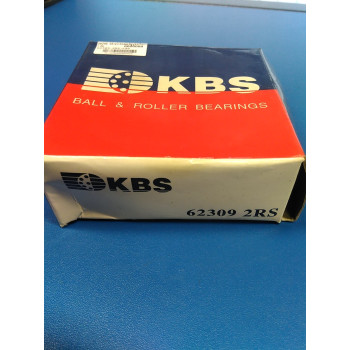 KBS
BALL & ROLLER BEARINGS
KBS
62309 2RS